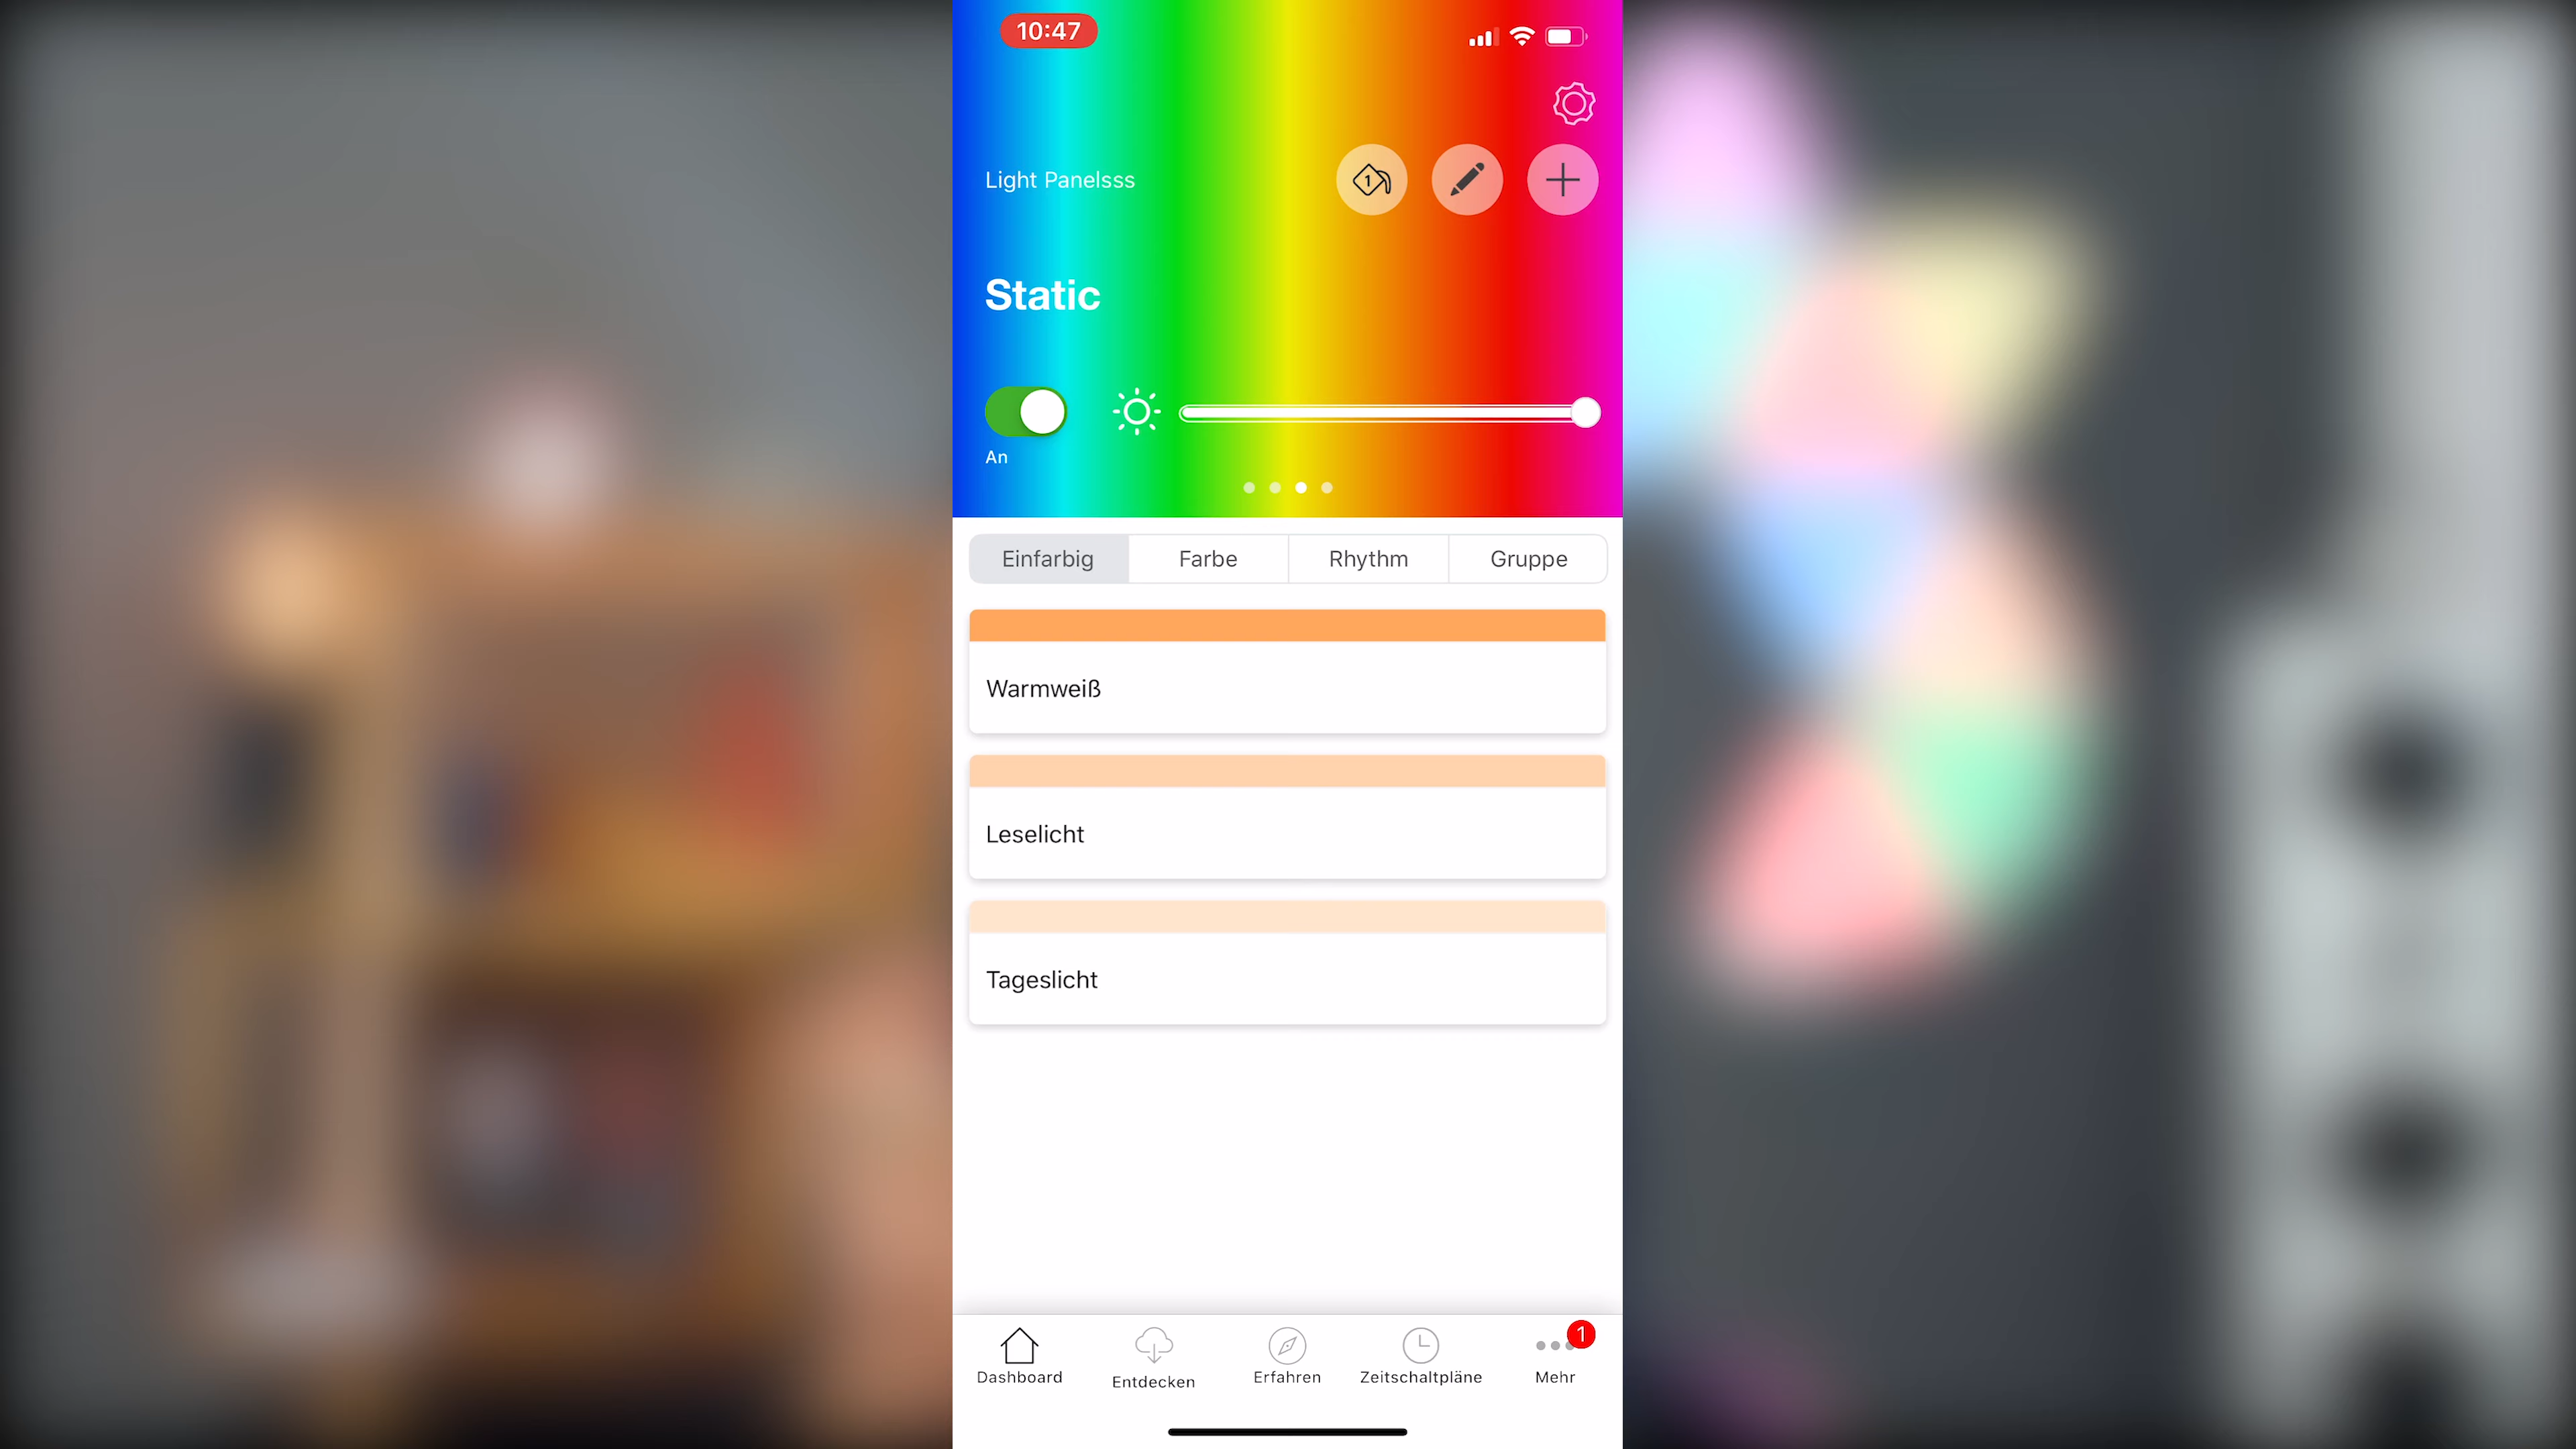 10:47
Light Panelsss
1
Static
An
Einfarbig
Farbe
Rhythm
Gruppe
Warmweiß
Leselicht
Tageslicht
1
Dashboard
Entdecken
Erfahren
Zeitschaltpläne
Mehr